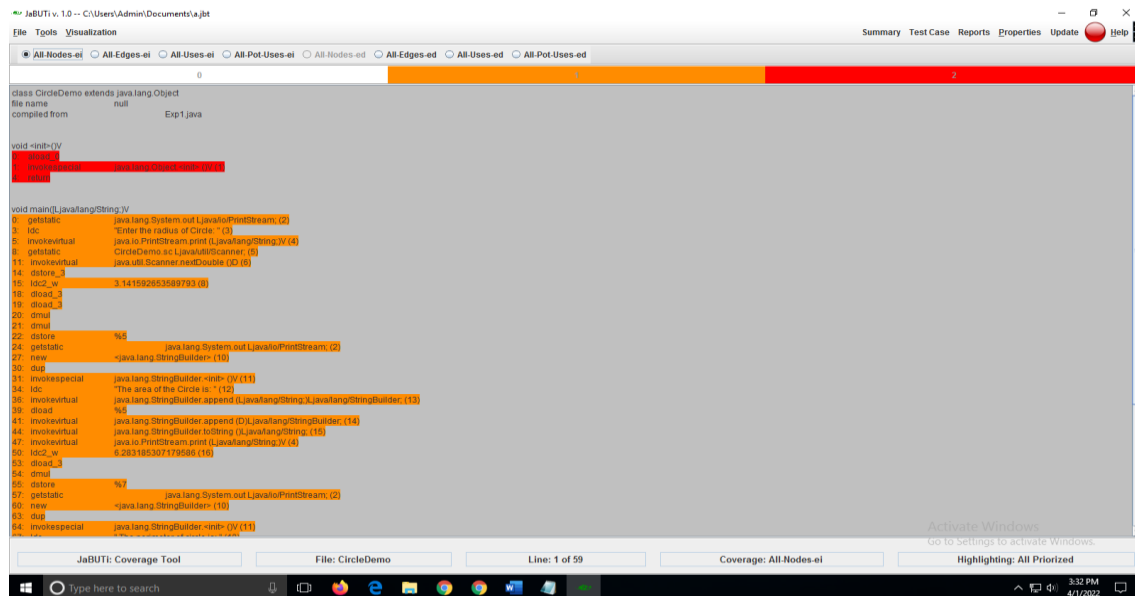 JaBUTi v. 1.0 -- C:\Users\Admin\Documents\a.jbt
File Tools Visualization Summary Test Case Reports Properties Update Help
All-Nodes-ei All-Edges-ei All-Uses-ei All-Pot-Uses-ei All-Nodes-ed All-Edges-ed All-Uses-ed All-Pot-Uses-ed
0 1 2
class CircleDemo extends java.lang.Object
file name null
compiled from Exp1.java
void <init>()V
0: aload_0
1: invokespecial java.lang.Object.<init> ()V (1)
4: return
void main([Ljava/lang/String;)V
0: getstatic java.lang.System.out Ljava/io/PrintStream; (2)
3: ldc "Enter the radius of Circle: " (3)
5: invokevirtual java.io.PrintStream.print (Ljava/lang/String;)V (4)
8: getstatic CircleDemo.sc Ljava/util/Scanner; (5)
11: invokevirtual java.util.Scanner.nextDouble ()D (6)
14: dstore_3
15: ldc2_w 3.141592653589793 (8)
18: dload_3
19: dload_3
20: dmul
21: dmul
22: dstore %5
24: getstatic java.lang.System.out Ljava/io/PrintStream; (2)
27: new <java.lang.StringBuilder> (10)
30: dup
31: invokespecial java.lang.StringBuilder.<init> ()V (11)
34: ldc "The area of the Circle is: " (12)
36: invokevirtual java.lang.StringBuilder.append (Ljava/lang/String;)Ljava/lang/StringBuilder; (13)
39: dload %5
41: invokevirtual java.lang.StringBuilder.append (D)Ljava/lang/StringBuilder; (14)
44: invokevirtual java.lang.StringBuilder.toString ()Ljava/lang/String; (15)
47: invokevirtual java.io.PrintStream.print (Ljava/lang/String;)V (4)
50: ldc2_w 6.283185307179586 (16)
53: dload_3
54: dmul
55: dstore %7
57: getstatic java.lang.System.out Ljava/io/PrintStream; (2)
60: new <java.lang.StringBuilder> (10)
63: dup
64: invokespecial java.lang.StringBuilder.<init> ()V (11)
Activate Windows
Go to Settings to activate Windows.
JaBUTi: Coverage Tool File: CircleDemo Line: 1 of 59 Coverage: All-Nodes-ei Highlighting: All Priorized
Type here to search
3:32 PM
4/1/2022